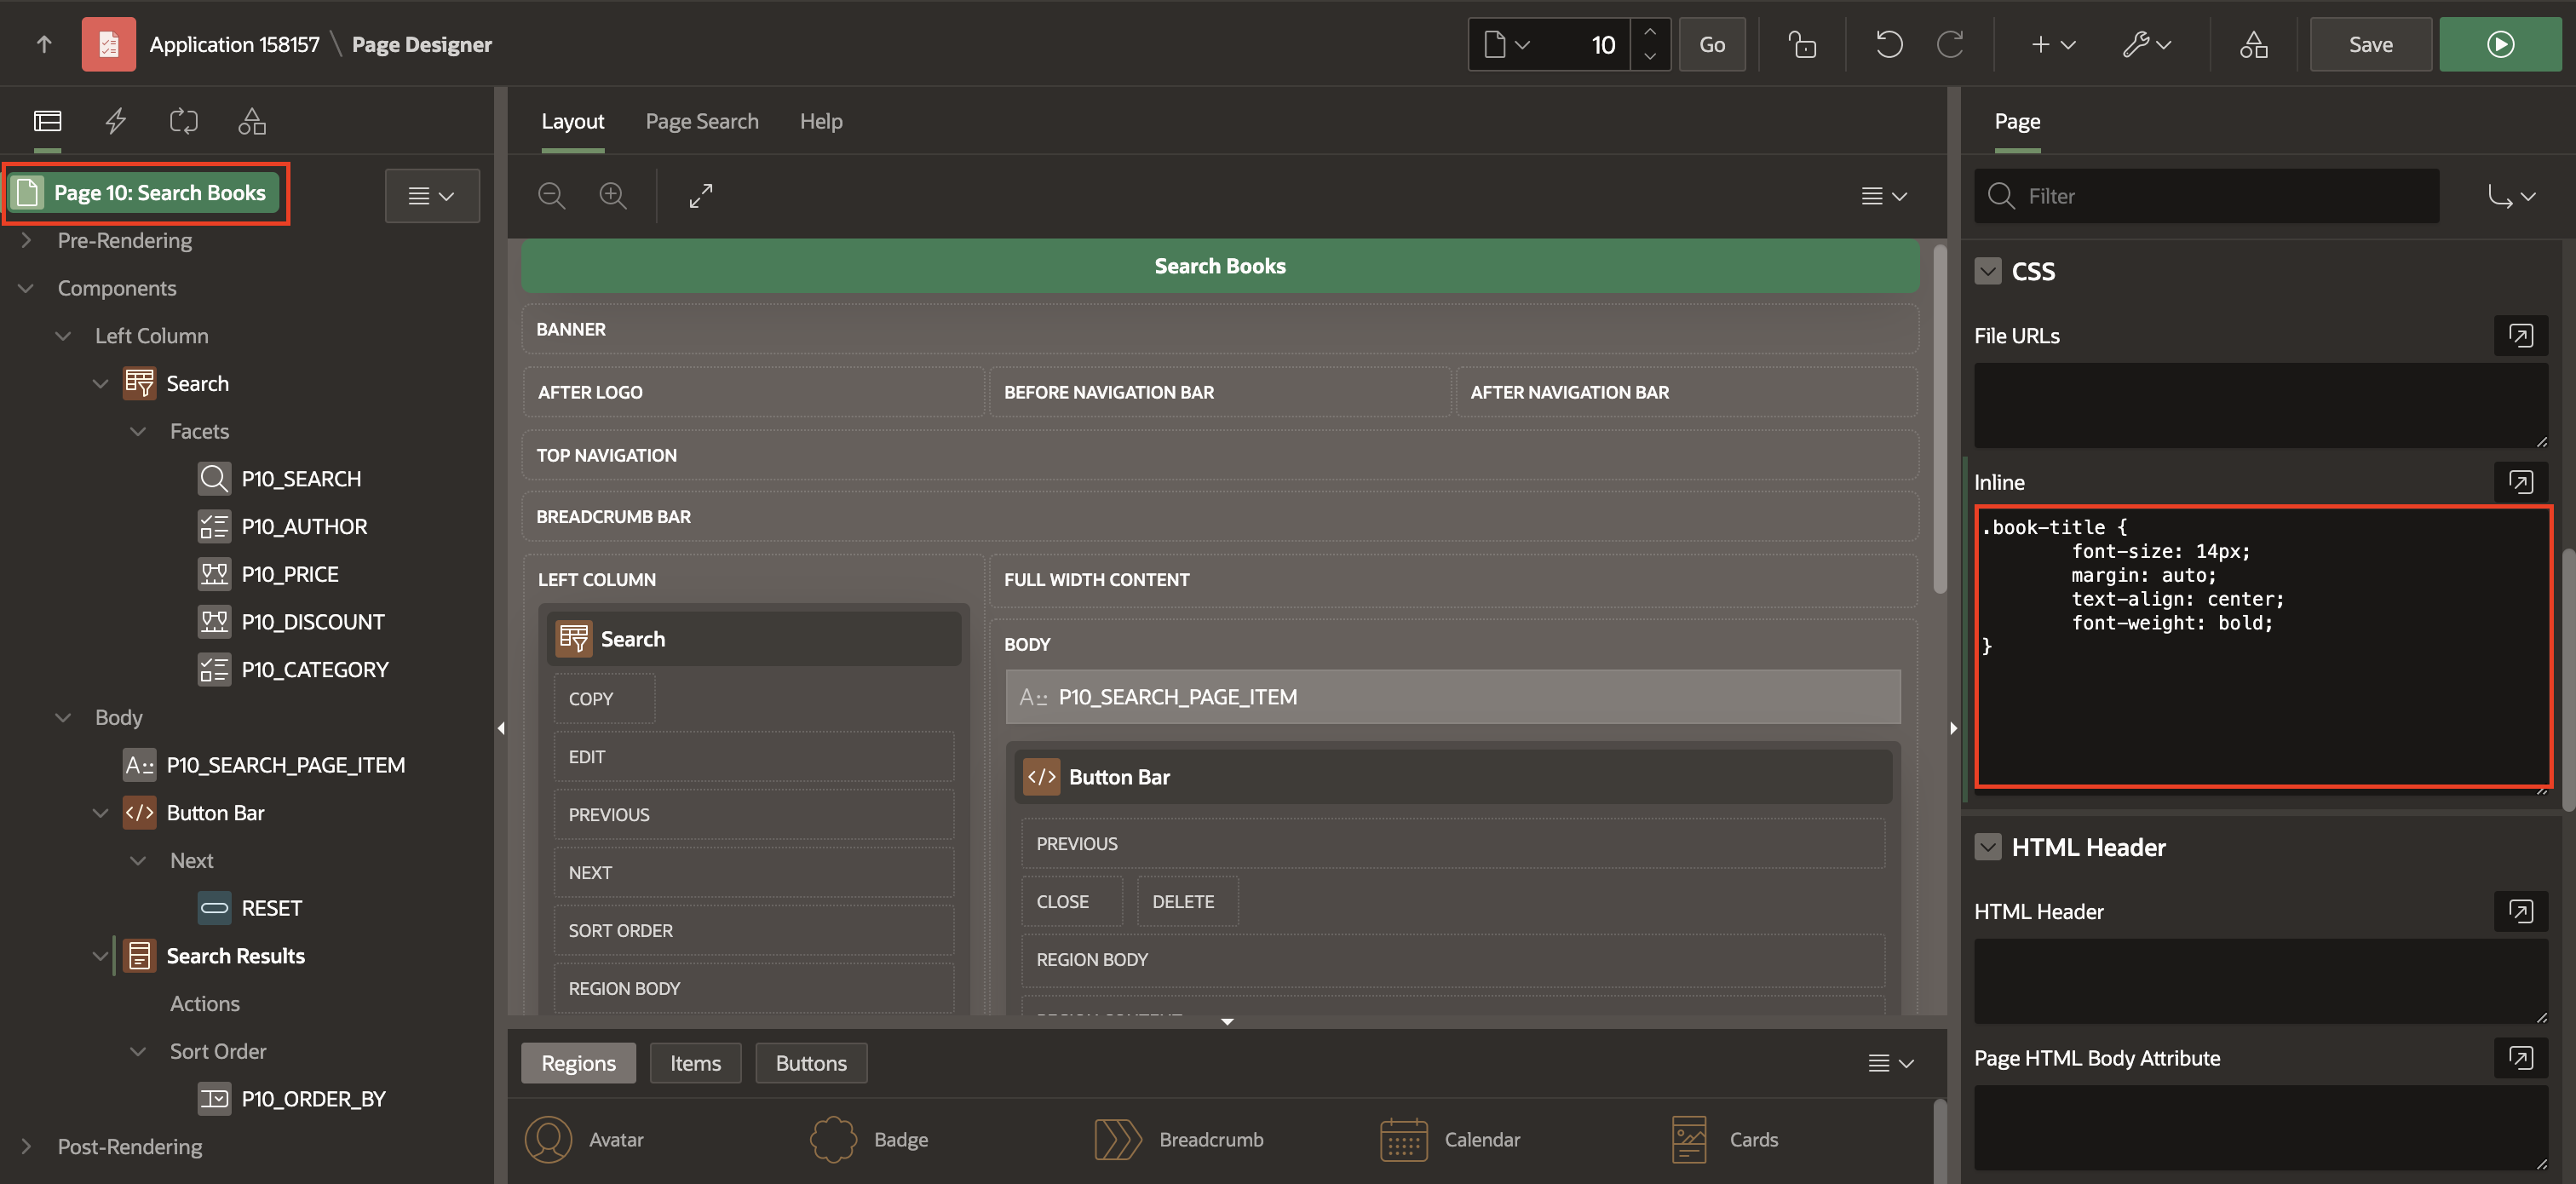 Application 158157 \ Page Designer
10
Go
Save
Layout
Page Search
Help
Page
Page 10: Search Books
Pre-Rendering
Components
Left Column
Search
Facets
P10_SEARCH
P10_AUTHOR
P10_PRICE
P10_DISCOUNT
P10_CATEGORY
Body
P10_SEARCH_PAGE_ITEM
Button Bar
Next
RESET
Search Results
Actions
Sort Order
P10_ORDER_BY
Post-Rendering
Search Books
BANNER
AFTER LOGO
BEFORE NAVIGATION BAR
AFTER NAVIGATION BAR
TOP NAVIGATION
BREADCRUMB BAR
LEFT COLUMN
Search
COPY
EDIT
PREVIOUS
NEXT
SORT ORDER
REGION BODY
FULL WIDTH CONTENT
BODY
P10_SEARCH_PAGE_ITEM
Button Bar
PREVIOUS
CLOSE
DELETE
REGION BODY
Regions
Items
Buttons
Avatar
Badge
Breadcrumb
Calendar
Cards
Filter
CSS
File URLs
Inline
.book-title {
font-size: 14px;
margin: auto;
text-align: center;
font-weight: bold;
}
HTML Header
HTML Header
Page HTML Body Attribute